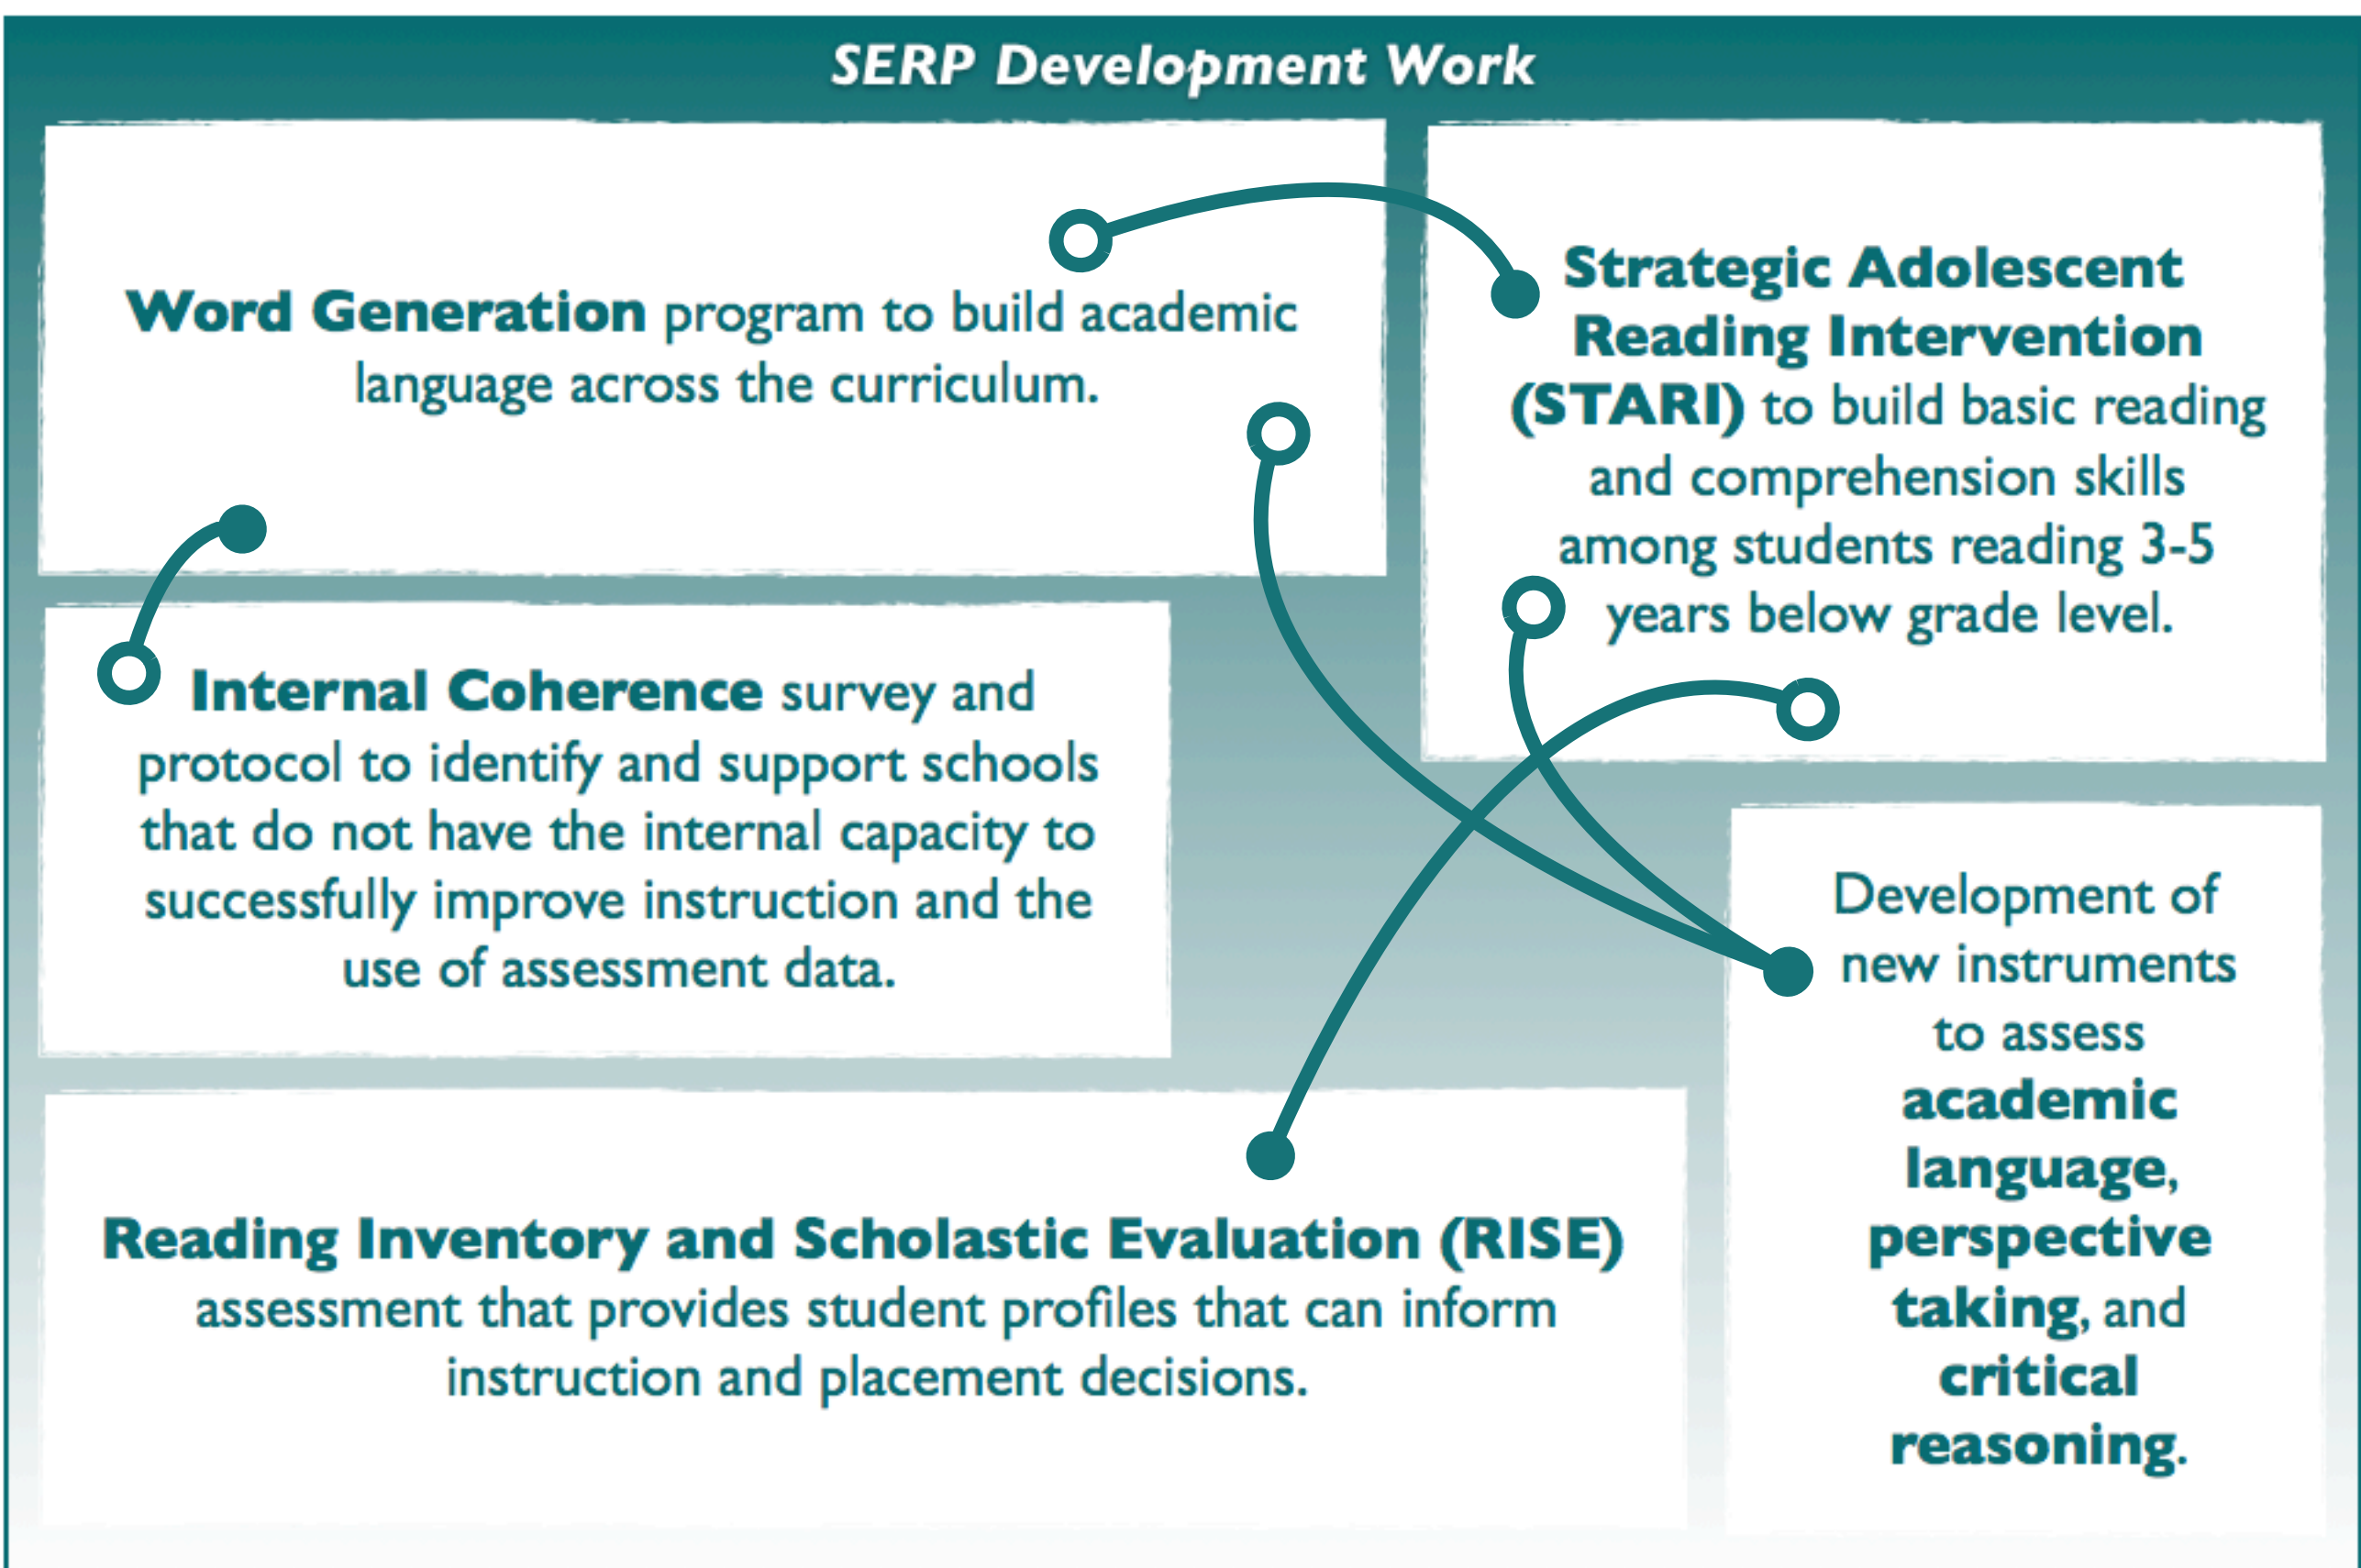 SERP Development Work
Word Generation program to build academic
language across the curriculum.
Strategic Adolescent
Reading Intervention
(STARI) to build basic reading
and comprehension skills
among students reading 3-5
years below grade level.
Internal Coherence survey and
protocol to identify and support schools
that do not have the internal capacity to
successfully improve instruction and the
use of assessment data.
Development of
new instruments
to assess
academic
language,
perspective
taking, and
critical
reasoning.
Reading Inventory and Scholastic Evaluation (RISE)
assessment that provides student profiles that can inform
instruction and placement decisions.